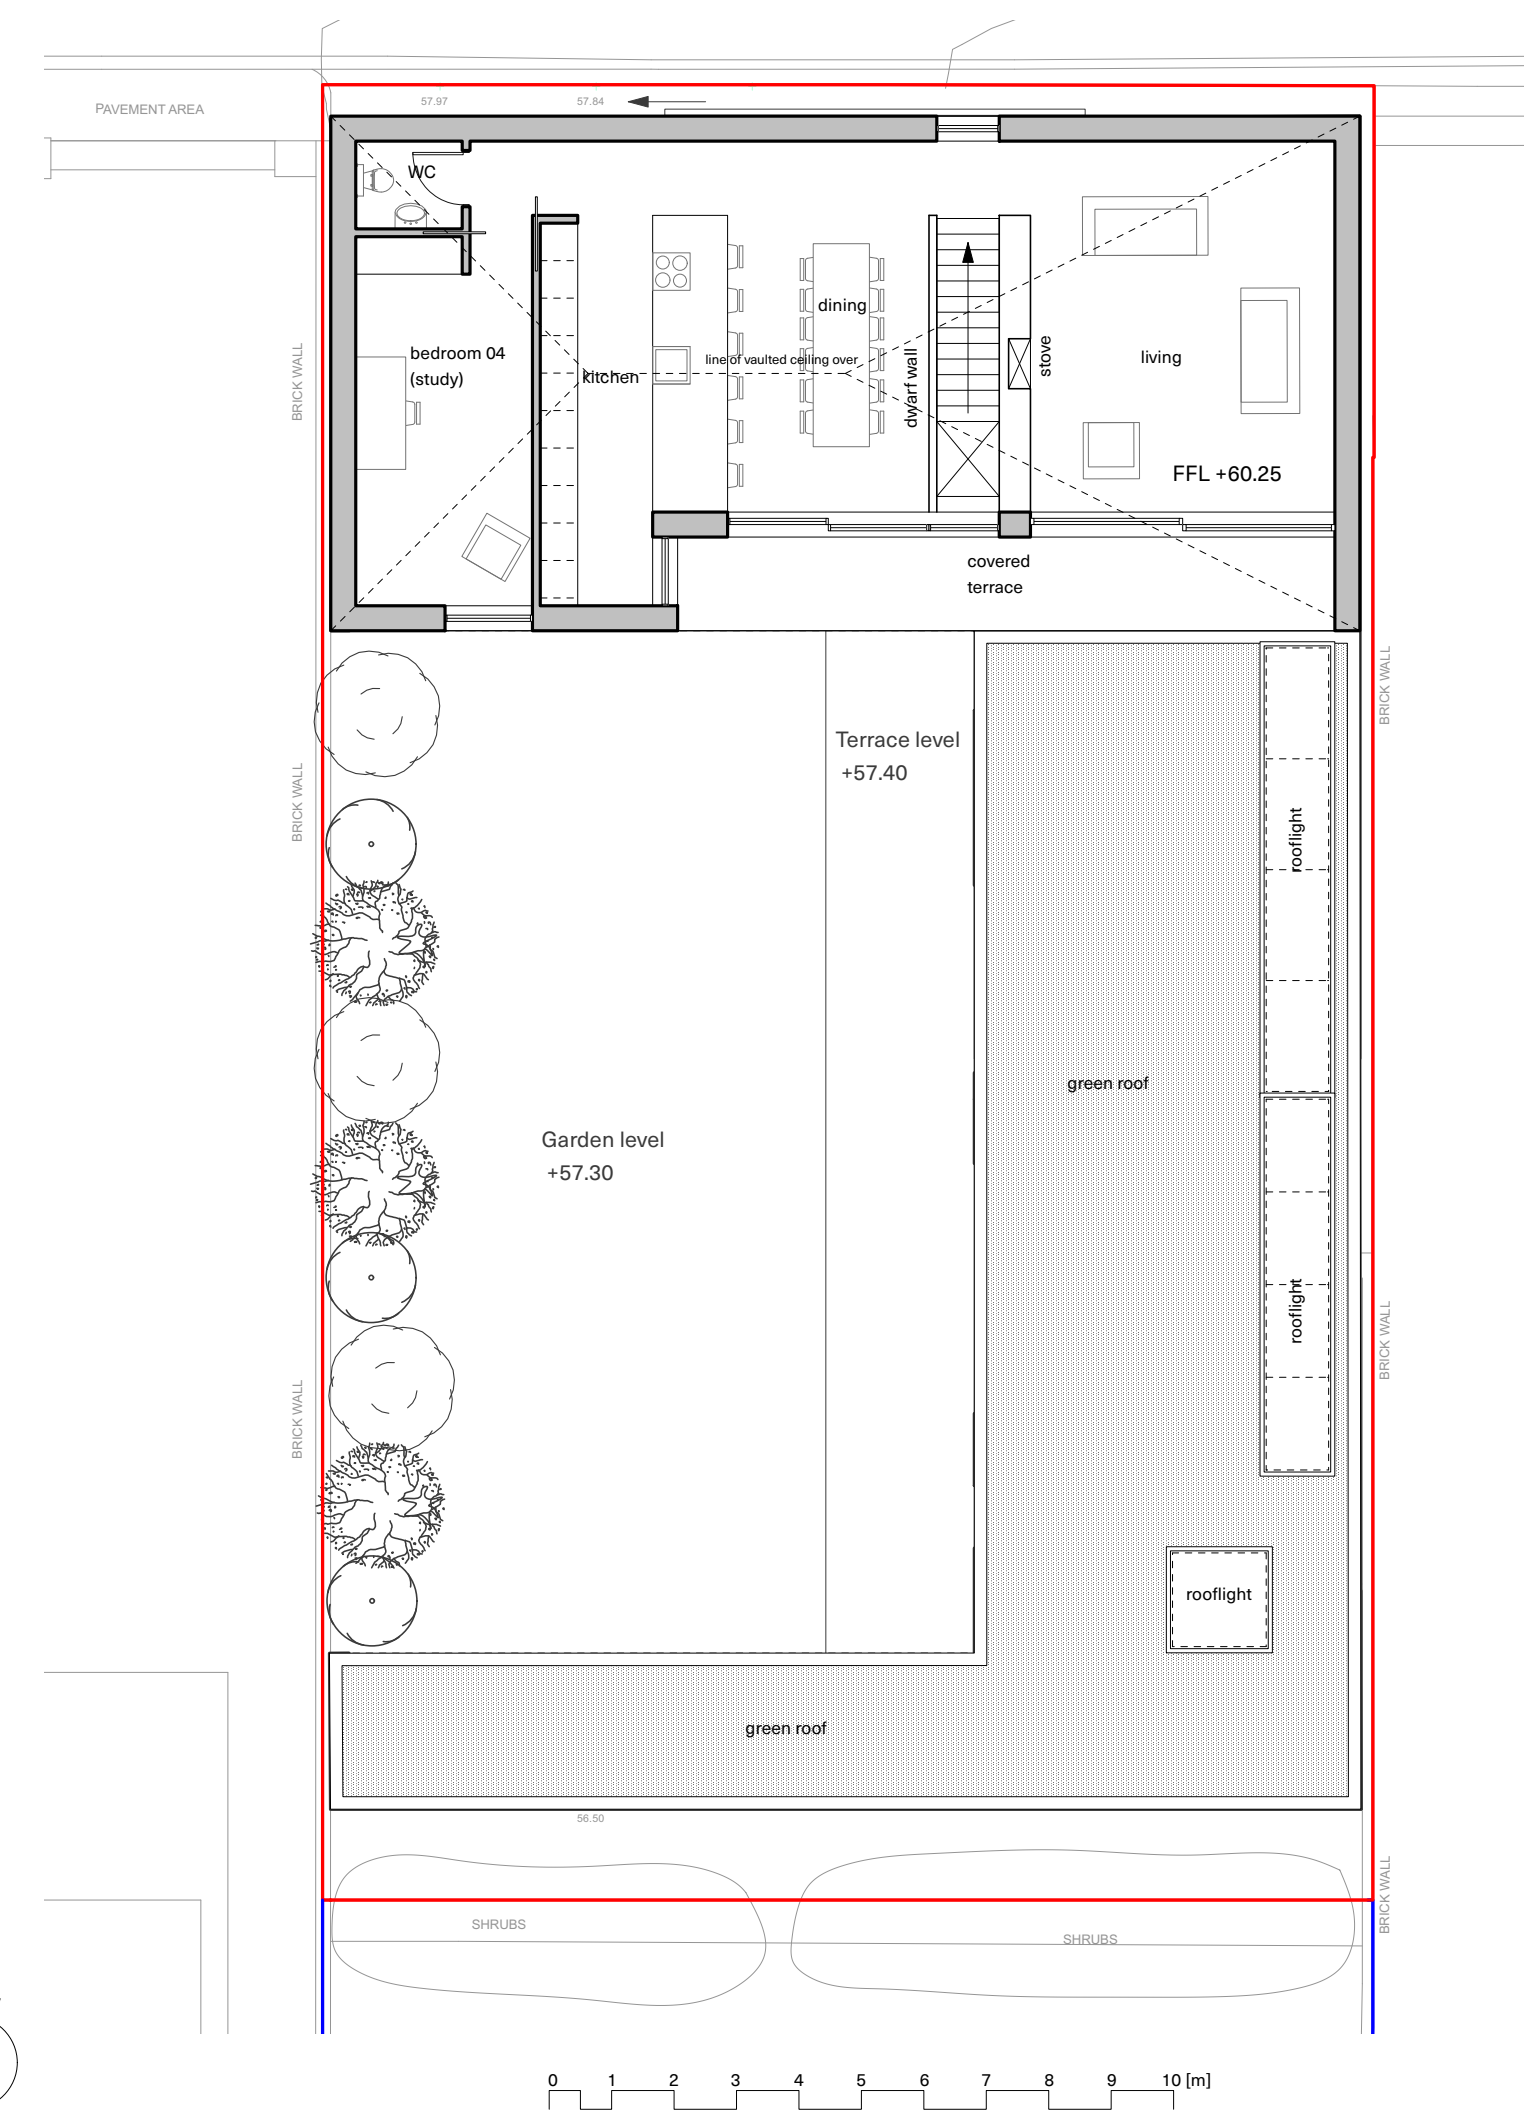 PAVEMENT AREA
57.97
57.84
WC
BRICK WALL
bedroom 04
(study)
kitchen
line of vaulted ceiling over
dining
dwarf wall
stove
living
FFL +60.25
covered
terrace
BRICK WALL
BRICK WALL
Terrace level
+57.40
rooflight
green roof
Garden level
+57.30
rooflight
BRICK WALL
BRICK WALL
rooflight
green roof
56.50
BRICK WALL
SHRUBS
SHRUBS
0 1 2 3 4 5 6 7 8 9 10 [m]